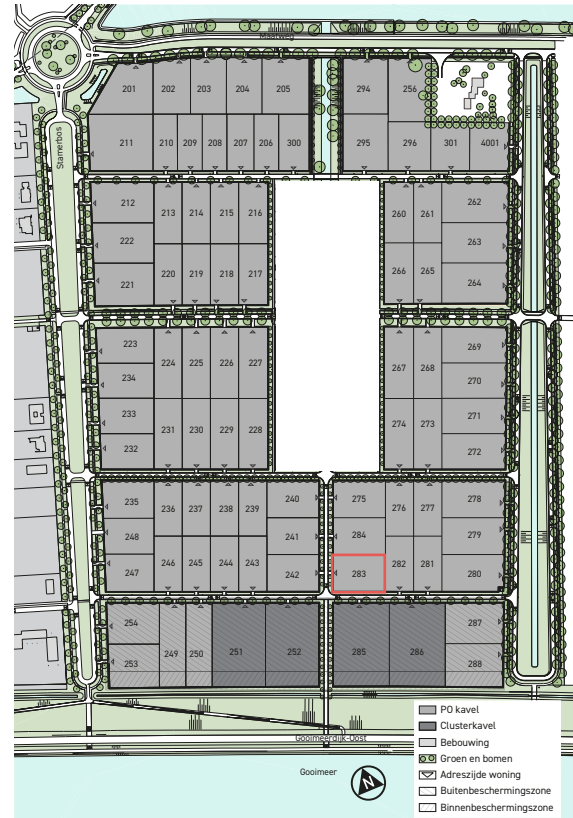 Maatweg
Stamerbos
201 202 203 204 205 294 256
211 210 209 208 207 206 300 295 296 301 4001
212 213 214 215 216 260 261 262
222 263
221 220 219 218 217 266 265 264
223 224 225 226 227 267 268 269
234 270
233 231 230 229 228 274 273 271
232 272
235 236 237 238 239 240 275 276 277 278
248 241 284 279
247 246 245 244 243 242 283 282 281 280
254 249 250 251 252 285 286 287
253 288
Gooimeerdijk-Oost
Gooimeer
N
PO kavel
Clusterkavel
Bebouwing
Groen en bomen
Adreszijde woning
Buitenbeschermingszone
Binnenbeschermingszone